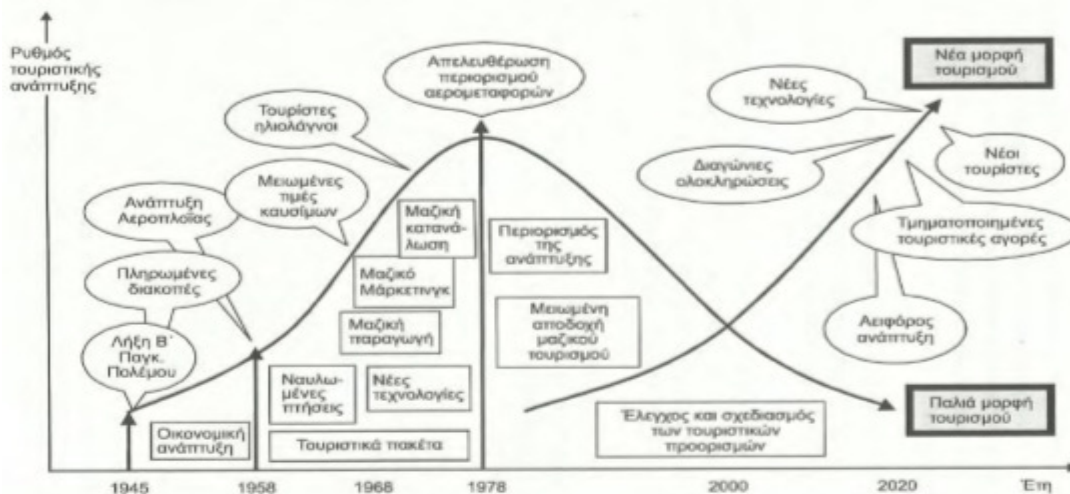 Ρυθμός
τουριστικής
ανάπτυξης
Απελευθέρωση
περιορισμού
αερομεταφορών
Νέα μορφή
τουρισμού
Νέες
τεχνολογίες
Τουρίστες
ηλιολάγνοι
Διαγώνιες
ολοκληρώσεις
Νέοι
τουρίστες
Μειωμένες
τιμές
καυσίμων
Ανάπτυξη
Αεροπλοΐας
Μαζική
κατανά-
λωση
Περιορισμός
της
ανάπτυξης
Τμηματοποιημένες
τουριστικές αγορές
Πληρωμένες
διακοπές
Μαζικό
Μάρκετινγκ
Μειωμένη
αποδοχή
μαζικού
τουρισμού
Αειφόρος
ανάπτυξη
Λήξη Β΄
Παγκ.
Πολέμου
Μαζική
παραγωγή
Ναυλω-
μένες
πτήσεις
Νέες
τεχνολογίες
Παλιά μορφή
τουρισμού
Οικονομική
ανάπτυξη
Τουριστικά πακέτα
Έλεγχος και σχεδιασμός
των τουριστικών
προορισμών
1945 1958 1968 1978 2000 2020 Έτη